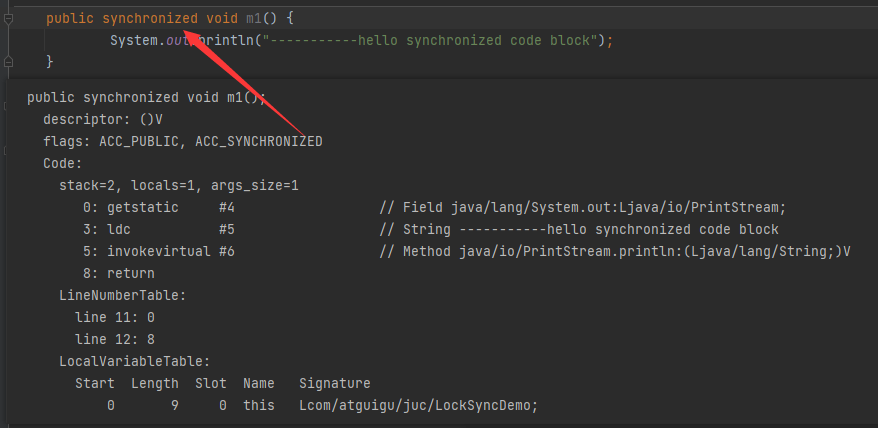 public synchronized void m1() {
System.out.println("-----------hello synchronized code block");
}
public synchronized void m1();
descriptor: ()V
flags: ACC_PUBLIC, ACC_SYNCHRONIZED
Code:
stack=2, locals=1, args_size=1
0: getstatic #4 // Field java/lang/System.out:Ljava/io/PrintStream;
3: ldc #5 // String -----------hello synchronized code block
5: invokevirtual #6 // Method java/io/PrintStream.println:(Ljava/lang/String;)V
8: return
LineNumberTable:
line 11: 0
line 12: 8
LocalVariableTable:
Start Length Slot Name Signature
0 9 0 this Lcom/atguigu/juc/LockSyncDemo;